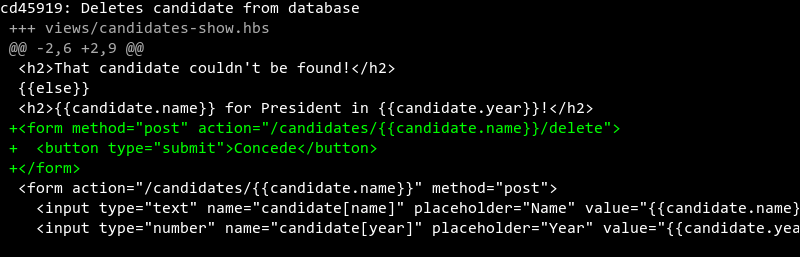 cd45919: Deletes candidate from database
+++ views/candidates-show.hbs
@@ -2,6 +2,9 @@
<h2>That candidate couldn't be found!</h2>
{{else}}
<h2>{{candidate.name}} for President in {{candidate.year}}!</h2>
+<form method="post" action="/candidates/{{candidate.name}}/delete">
+  <button type="submit">Concede</button>
+</form>
<form action="/candidates/{{candidate.name}}" method="post">
<input type="text" name="candidate[name]" placeholder="Name" value="{{candidate.name}
<input type="number" name="candidate[year]" placeholder="Year" value="{{candidate.yea